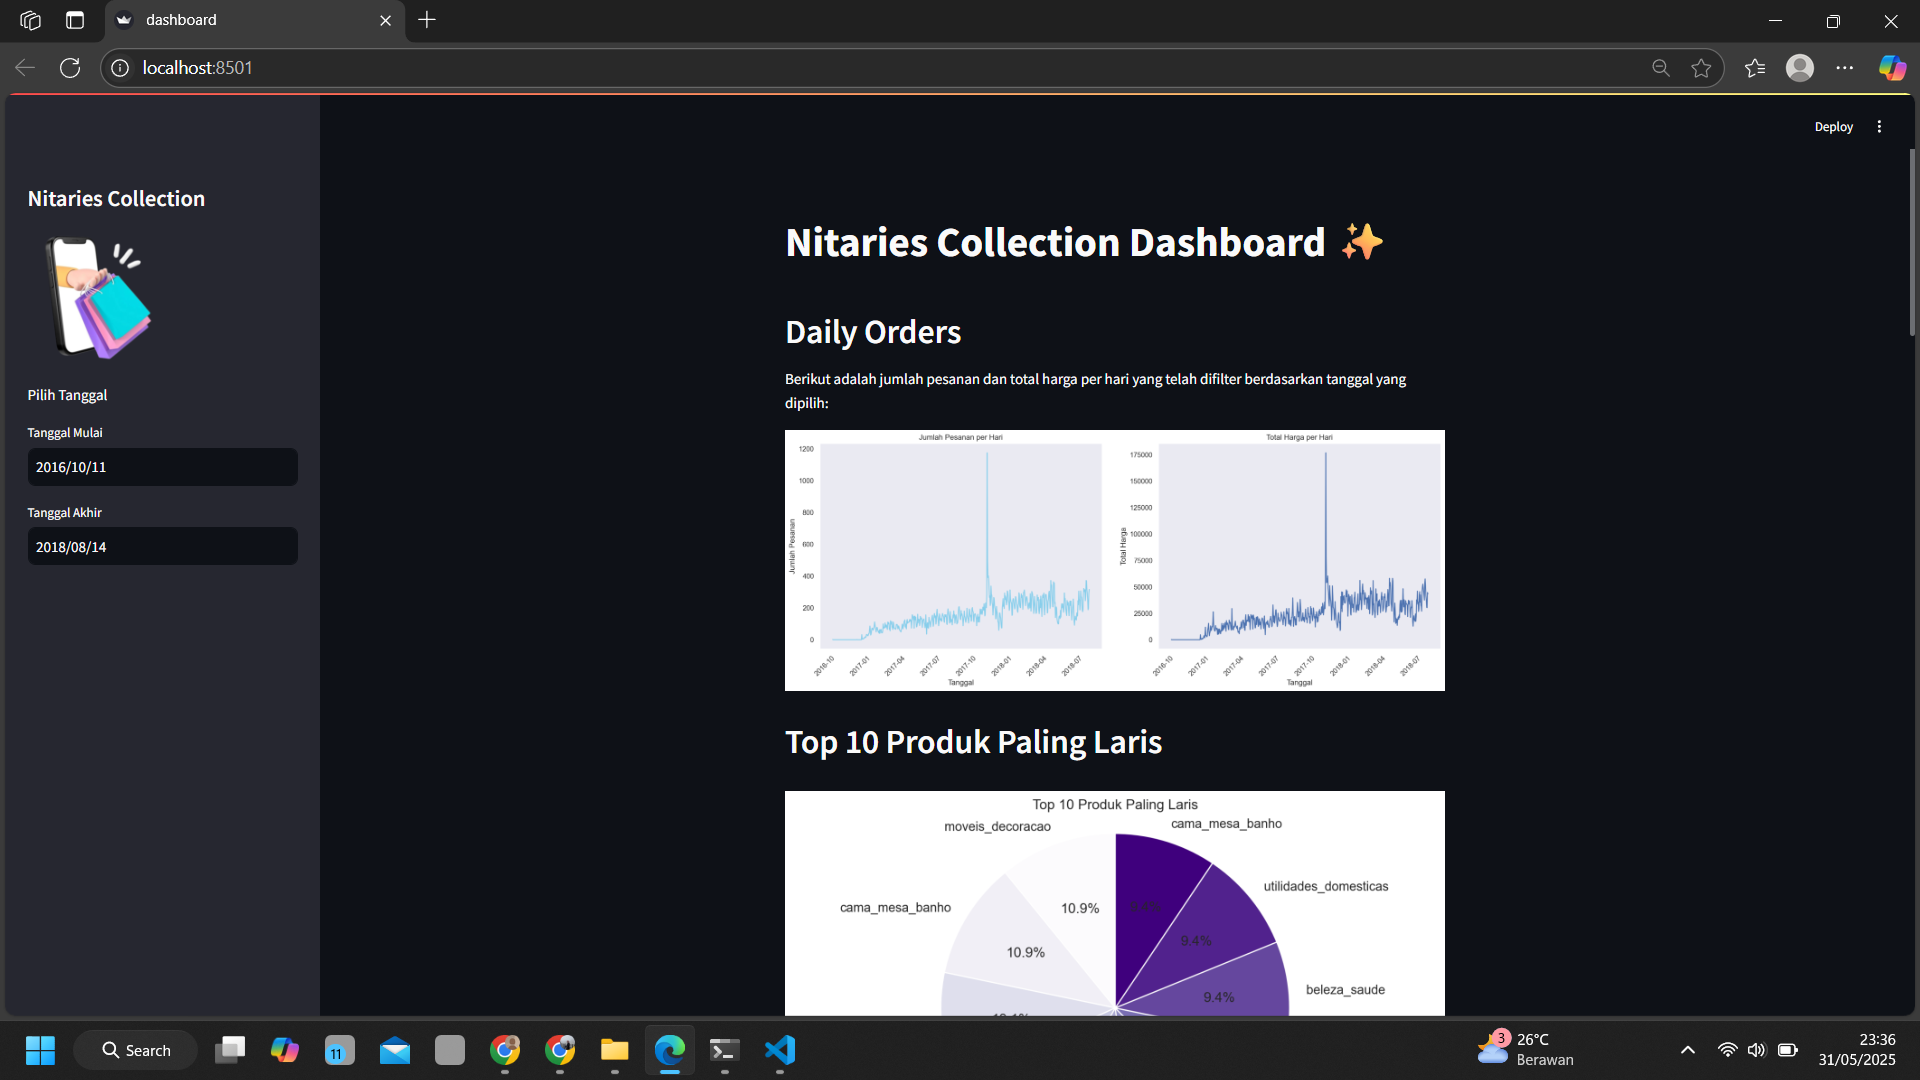 dashboard
localhost:8501
Deploy
Nitaries Collection
Pilih Tanggal
Tanggal Mulai
2016/10/11
Tanggal Akhir
2018/08/14
Nitaries Collection Dashboard ✨
Daily Orders
Berikut adalah jumlah pesanan dan total harga per hari yang telah difilter berdasarkan tanggal yang
dipilih:
Jumlah Pesanan per Hari
1200
1000
800
600
400
200
0
Jumlah Pesanan
2016-10
2017-01
2017-04
2017-07
2017-10
2018-01
2018-04
2018-07
Tanggal
Total Harga per Hari
175000
150000
125000
100000
75000
50000
25000
0
Total Harga
2016-10
2017-01
2017-04
2017-07
2017-10
2018-01
2018-04
2018-07
Tanggal
Top 10 Produk Paling Laris
Top 10 Produk Paling Laris
moveis_decoracao
cama_mesa_banho
utilidades_domesticas
cama_mesa_banho
10.9%
9.4%
10.9%
9.4%
beleza_saude
Search
11
3
26°C
Berawan
23:36
31/05/2025